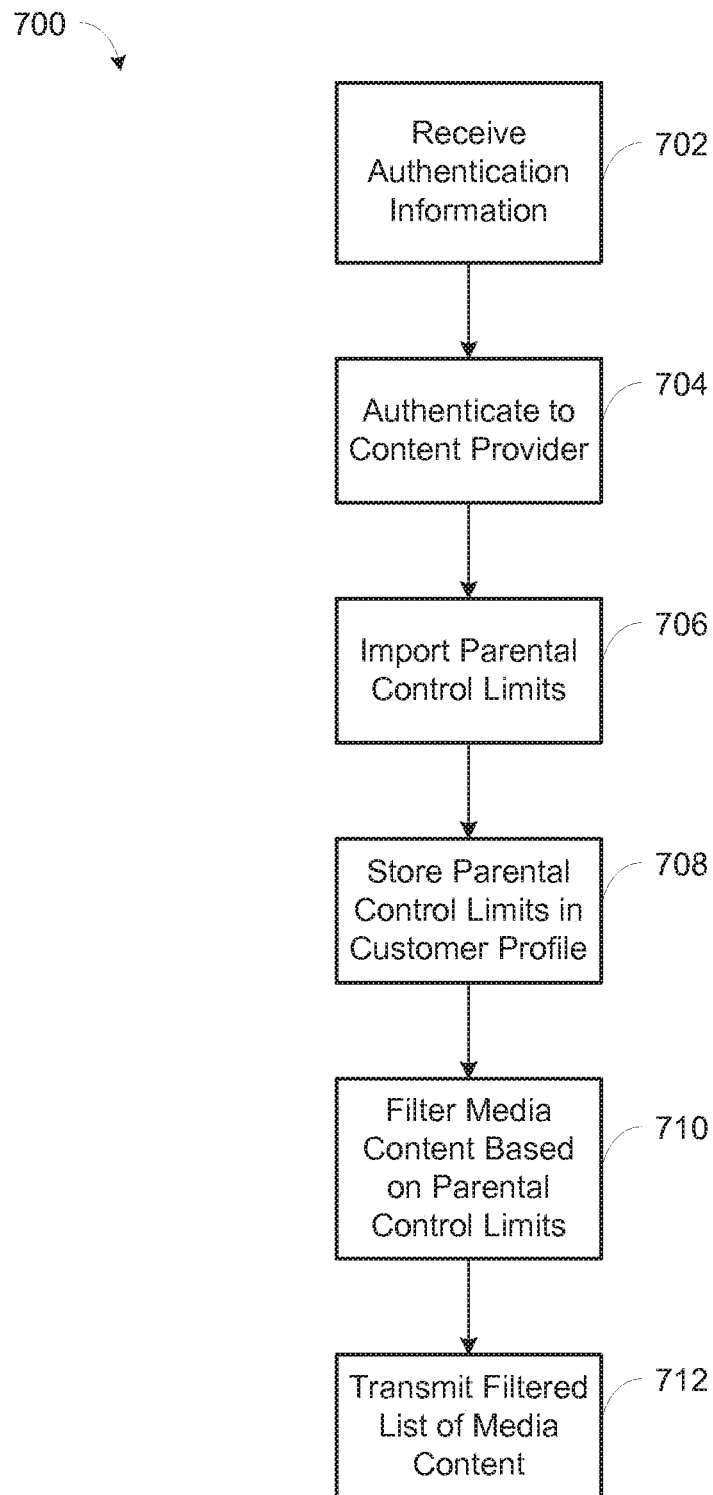 700
Receive
Authentication
Information
702
Authenticate to
Content Provider
704
Import Parental
Control Limits
706
Store Parental
Control Limits in
Customer Profile
708
Filter Media
Content Based
on Parental
Control Limits
710
Transmit Filtered
List of Media
Content
712